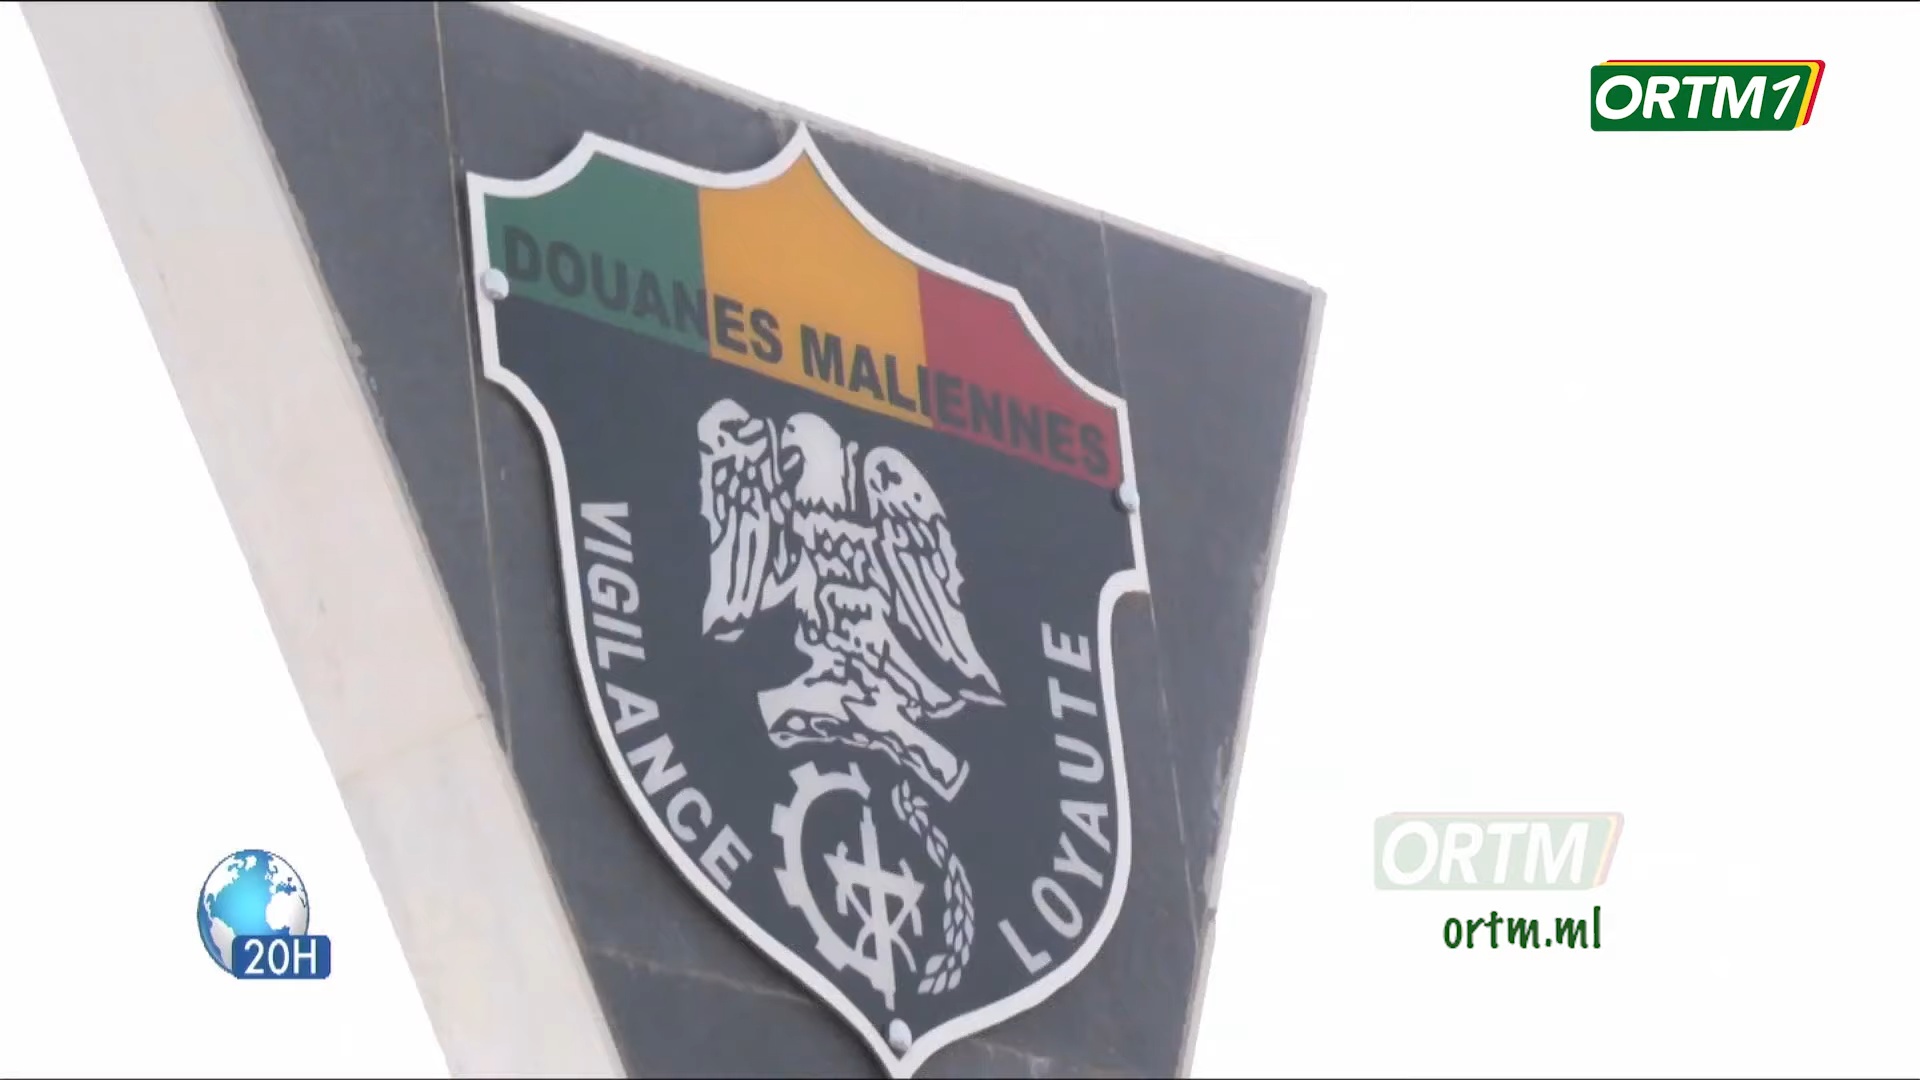 ORTM1
DOUANES MALIENNES
VIGILANCE
LOYAUTE
ORTM
ortm.ml
20H